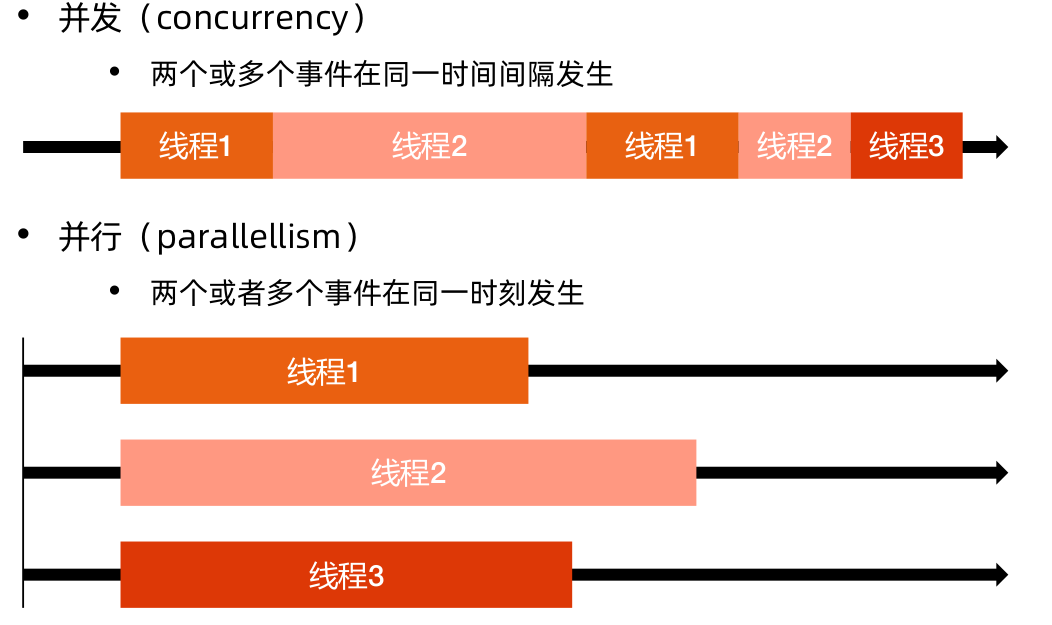 • 并发（concurrency）
• 两个或多个事件在同一时间间隔发生
线程1 线程2 线程1 线程2 线程3
• 并行（parallellism）
• 两个或者多个事件在同一时刻发生
线程1
线程2
线程3